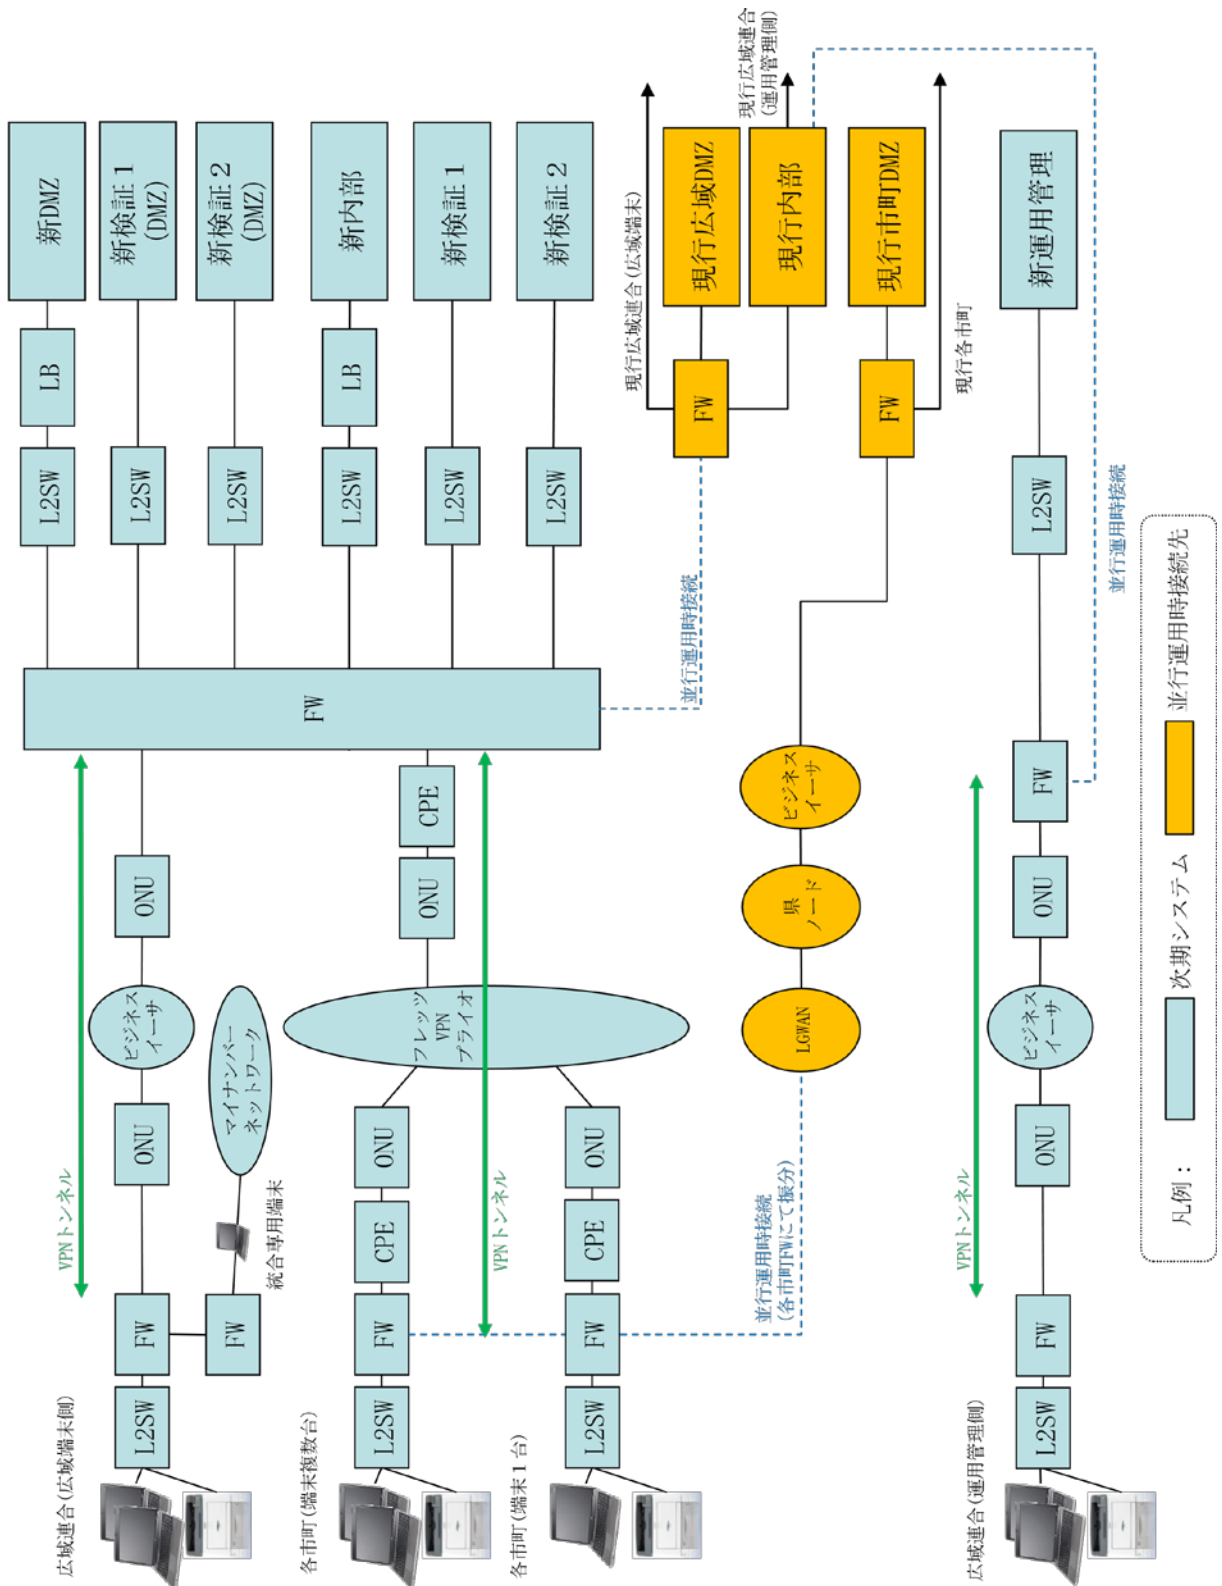 広域連合(広域端末側)
VPNトンネル
L2SW
FW
ONU
ビジネス
イーサ
ONU
FW
統合専用端末
マイナンバー
ネットワーク
FW
L2SW
LB
新DMZ
L2SW
新検証１
(DMZ)
L2SW
新検証２
(DMZ)
L2SW
LB
新内部
L2SW
新検証１
L2SW
新検証２
各市町(端末複数台)
L2SW
FW
CPE
ONU
フレッツ
VPN
プライオ
ONU
CPE
VPNトンネル
各市町(端末１台)
L2SW
FW
CPE
ONU
並行運用時接続
現行広域連合(広域端末)
FW
現行広域DMZ
現行内部
現行広域連合
(運用管理側)
並行運用時接続
(各市町FWにて振分)
LGWAN
県
ノード
ビジネス
イーサ
FW
現行市町DMZ
現行各市町
広域連合(運用管理側)
VPNトンネル
L2SW
FW
ONU
ビジネス
イーサ
ONU
FW
L2SW
新運用管理
並行運用時接続
凡例：
次期システム
並行運用時接続先